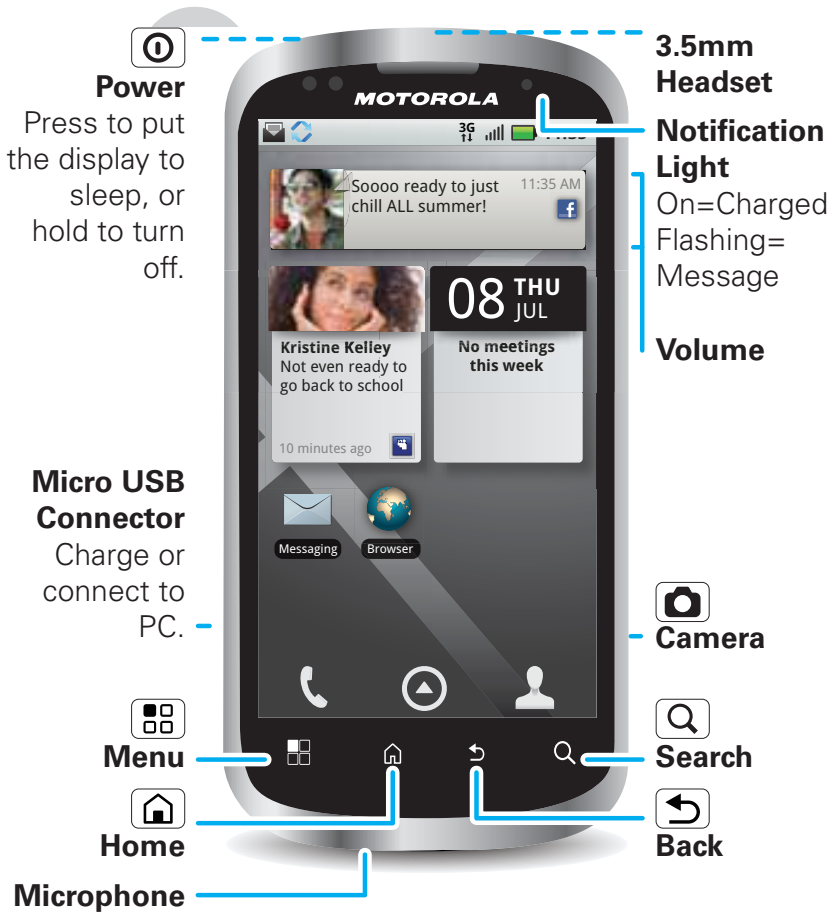 Power
Press to put
the display to
sleep, or
hold to turn
off.
3.5mm
Headset
Notification
Light
On=Charged
Flashing=
Message
Volume
MOTOROLA
3G
Soooo ready to just
chill ALL summer!
11:35 AM
f
Kristine Kelley
Not even ready to
go back to school
10 minutes ago
08 THU
JUL
No meetings
this week
Messaging
Browser
Micro USB
Connector
Charge or
connect to
PC.
Camera
Menu
Search
Home
Back
Microphone